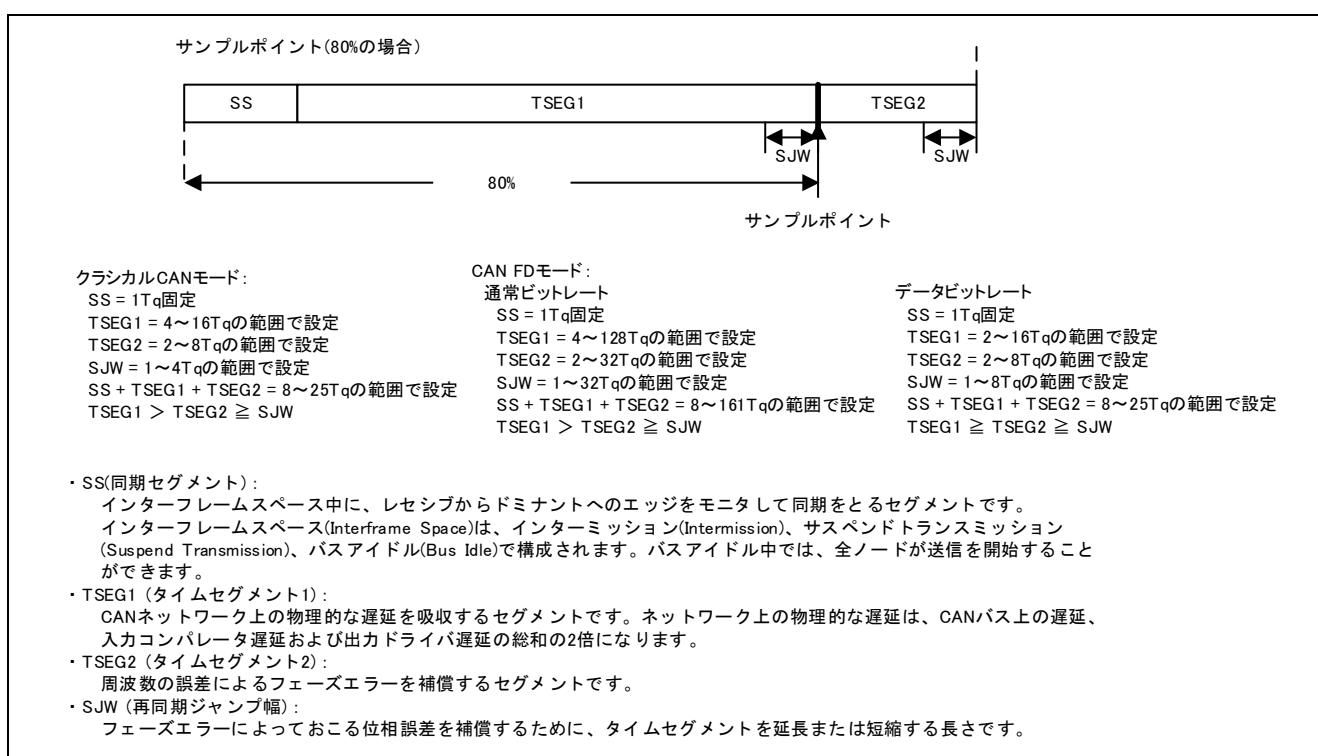 サンプルポイント(80%の場合)
SS
TSEG1
TSEG2
SJW
SJW
80%
サンプルポイント
クラシカルCANモード:
SS = 1Tq固定
TSEG1 = 4～16Tqの範囲で設定
TSEG2 = 2～8Tqの範囲で設定
SJW = 1～4Tqの範囲で設定
SS + TSEG1 + TSEG2 = 8～25Tqの範囲で設定
TSEG1 ＞ TSEG2 ≧ SJW
CAN FDモード:
通常ビットレート
SS = 1Tq固定
TSEG1 = 4～128Tqの範囲で設定
TSEG2 = 2～32Tqの範囲で設定
SJW = 1～32Tqの範囲で設定
SS + TSEG1 + TSEG2 = 8～161Tqの範囲で設定
TSEG1 ＞ TSEG2 ≧ SJW
データビットレート
SS = 1Tq固定
TSEG1 = 2～16Tqの範囲で設定
TSEG2 = 2～8Tqの範囲で設定
SJW = 1～8Tqの範囲で設定
SS + TSEG1 + TSEG2 = 8～25Tqの範囲で設定
TSEG1 ≧ TSEG2 ≧ SJW
・SS(同期セグメント):
インターフレームスペース中に、レセシブからドミナントへのエッジをモニタして同期をとるセグメントです。
インターフレームスペース(Interframe Space)は、インターミッション(Intermission)、サスペンドトランスミッション
(Suspend Transmission)、バスアイドル(Bus Idle)で構成されます。バスアイドル中では、全ノードが送信を開始すること
ができます。
・TSEG1 (タイムセグメント1):
CANネットワーク上の物理的な遅延を吸収するセグメントです。ネットワーク上の物理的な遅延は、CANバス上の遅延、
入力コンパレータ遅延および出力ドライバ遅延の総和の2倍になります。
・TSEG2 (タイムセグメント2):
周波数の誤差によるフェーズエラーを補償するセグメントです。
・SJW (再同期ジャンプ幅):
フェーズエラーによっておこる位相誤差を補償するために、タイムセグメントを延長または短縮する長さです。